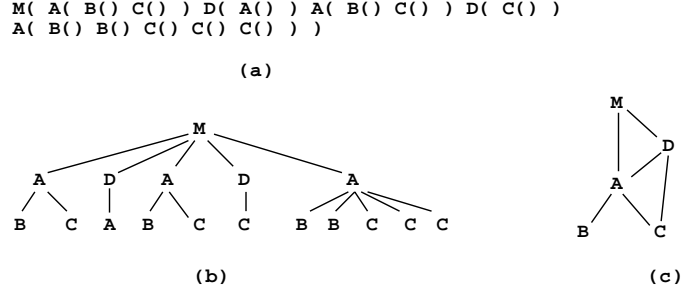 M( A( B() C() ) D( A() ) A( B() C() ) D( C() )
A( B() B() C() C() C() ) )
(a)
M
A D A D A
B C A B C C B B C C C
(b)
M
D
A
B C
(c)